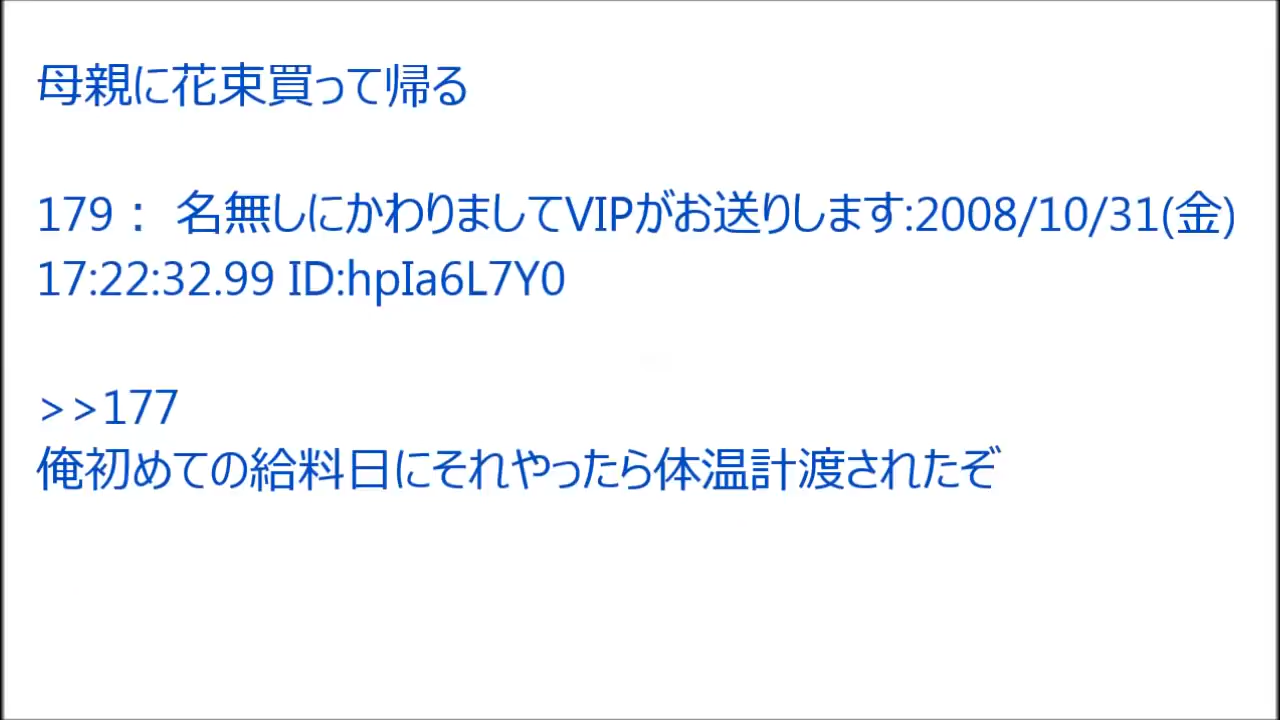 母親に花束買って帰る
179： 名無しにかわりましてVIPがお送りします:2008/10/31(金)
17:22:32.99 ID:hpIa6L7Y0
>>177
俺初めての給料日にそれやったら体温計渡されたぞ